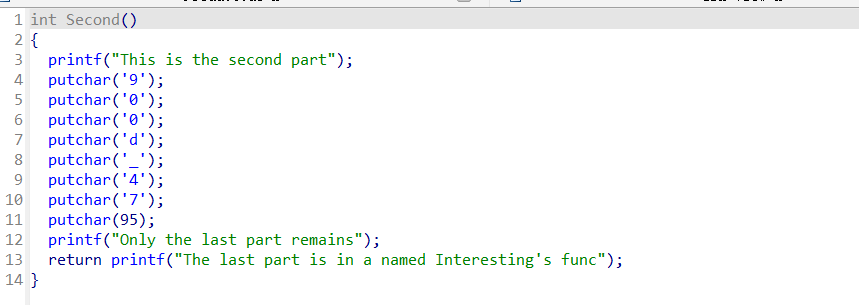 1 int Second()
2 {
3 printf("This is the second part");
4 putchar('9');
5 putchar('0');
6 putchar('0');
7 putchar('d');
8 putchar('_');
9 putchar('4');
10 putchar('7');
11 putchar(95);
12 printf("Only the last part remains");
13 return printf("The last part is in a named Interesting's func");
14 }